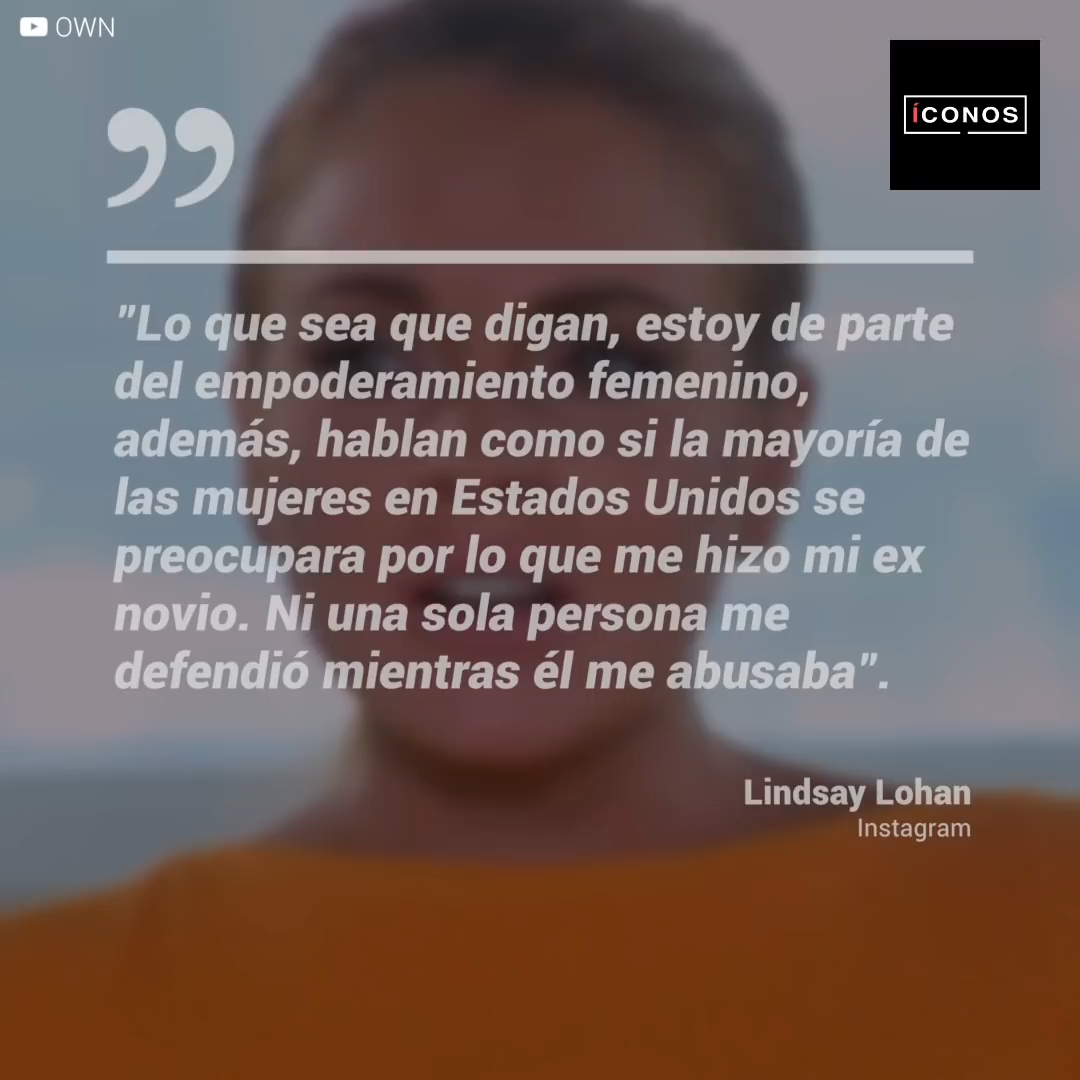 OWN
ÍCONOS
"Lo que sea que digan, estoy de parte
del empoderamiento femenino,
además, hablan como si la mayoría de
las mujeres en Estados Unidos se
preocupara por lo que me hizo mi ex
novio. Ni una sola persona me
defendió mientras él me abusaba".
Lindsay Lohan
Instagram